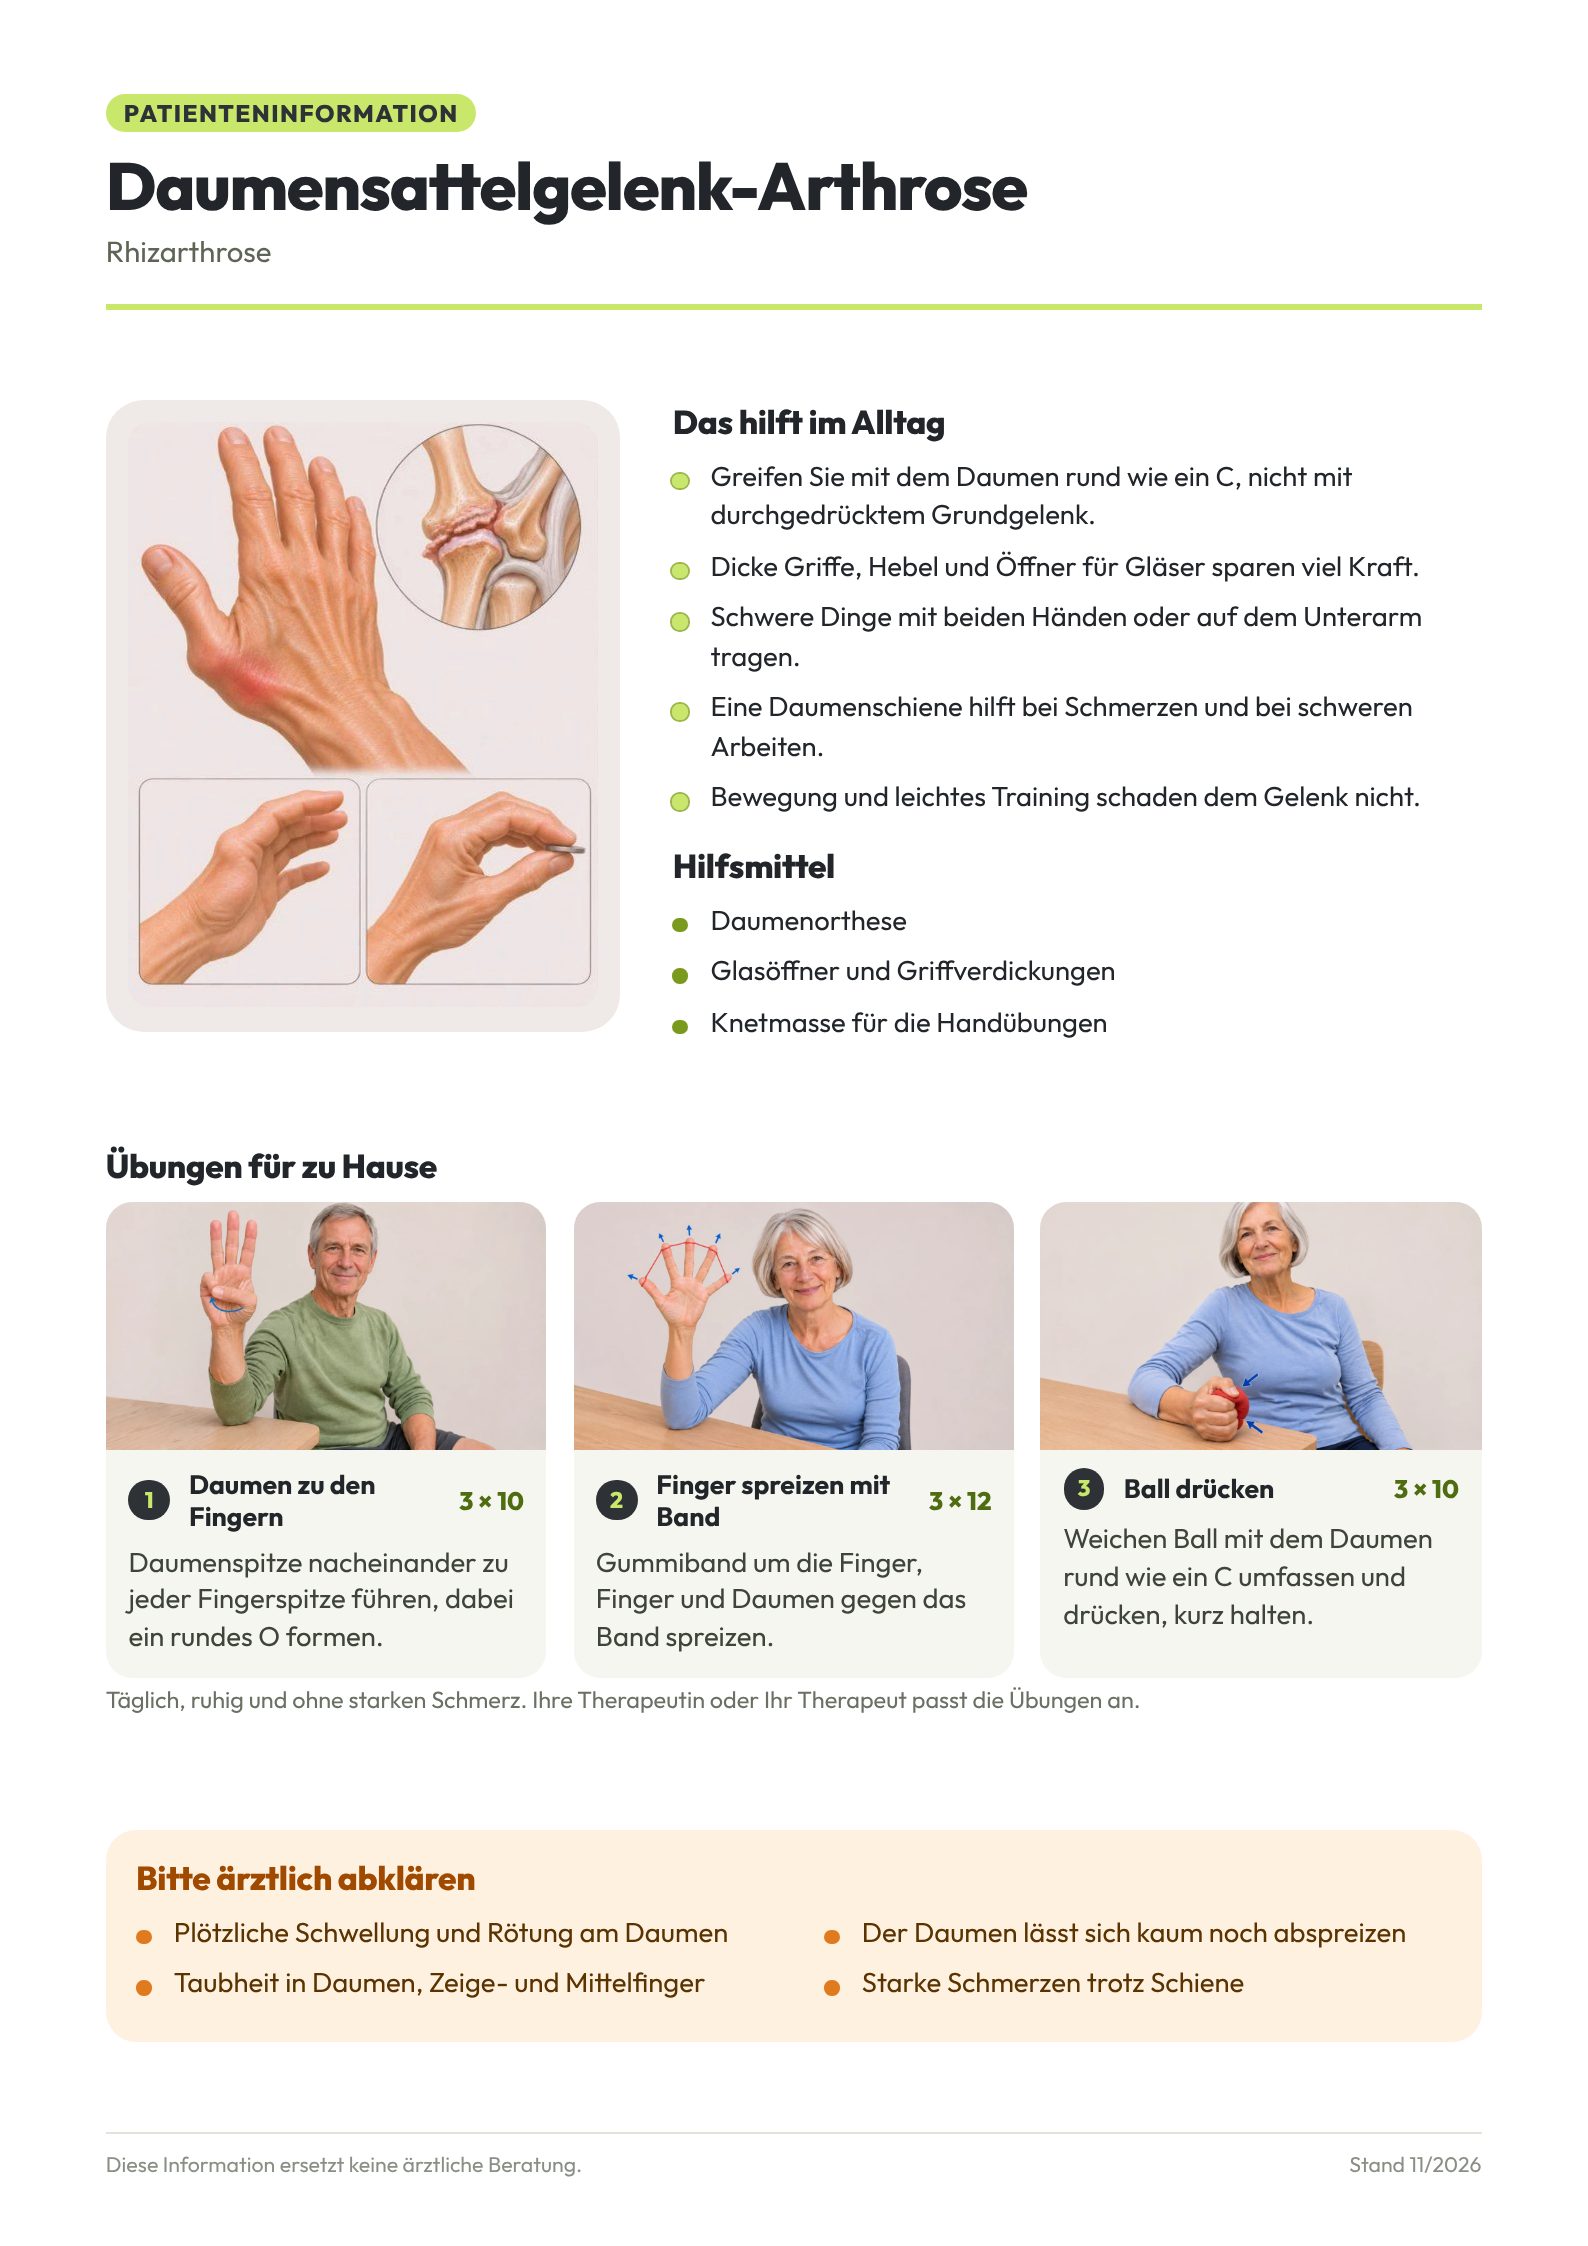 PATIENTENINFORMATION
Daumensattelgelenk-Arthrose
Rhizarthrose
Das hilft im Alltag
Greifen Sie mit dem Daumen rund wie ein C, nicht mit
durchgedrücktem Grundgelenk.
Dicke Griffe, Hebel und Öffner für Gläser sparen viel Kraft.
Schwere Dinge mit beiden Händen oder auf dem Unterarm
tragen.
Eine Daumenschiene hilft bei Schmerzen und bei schweren
Arbeiten.
Bewegung und leichtes Training schaden dem Gelenk nicht.
Hilfsmittel
Daumenorthese
Glasöffner und Griffverdickungen
Knetmasse für die Handübungen
Übungen für zu Hause
1 Daumen zu den
Fingern
3 × 10
Daumenspitze nacheinander zu
jeder Fingerspitze führen, dabei
ein rundes O formen.
2 Finger spreizen mit
Band
3 × 12
Gummiband um die Finger,
Finger und Daumen gegen das
Band spreizen.
3 Ball drücken 3 × 10
Weichen Ball mit dem Daumen
rund wie ein C umfassen und
drücken, kurz halten.
Täglich, ruhig und ohne starken Schmerz. Ihre Therapeutin oder Ihr Therapeut passt die Übungen an.
Bitte ärztlich abklären
Plötzliche Schwellung und Rötung am Daumen
Taubheit in Daumen, Zeige- und Mittelfinger
Der Daumen lässt sich kaum noch abspreizen
Starke Schmerzen trotz Schiene
Diese Information ersetzt keine ärztliche Beratung.
Stand 11/2026